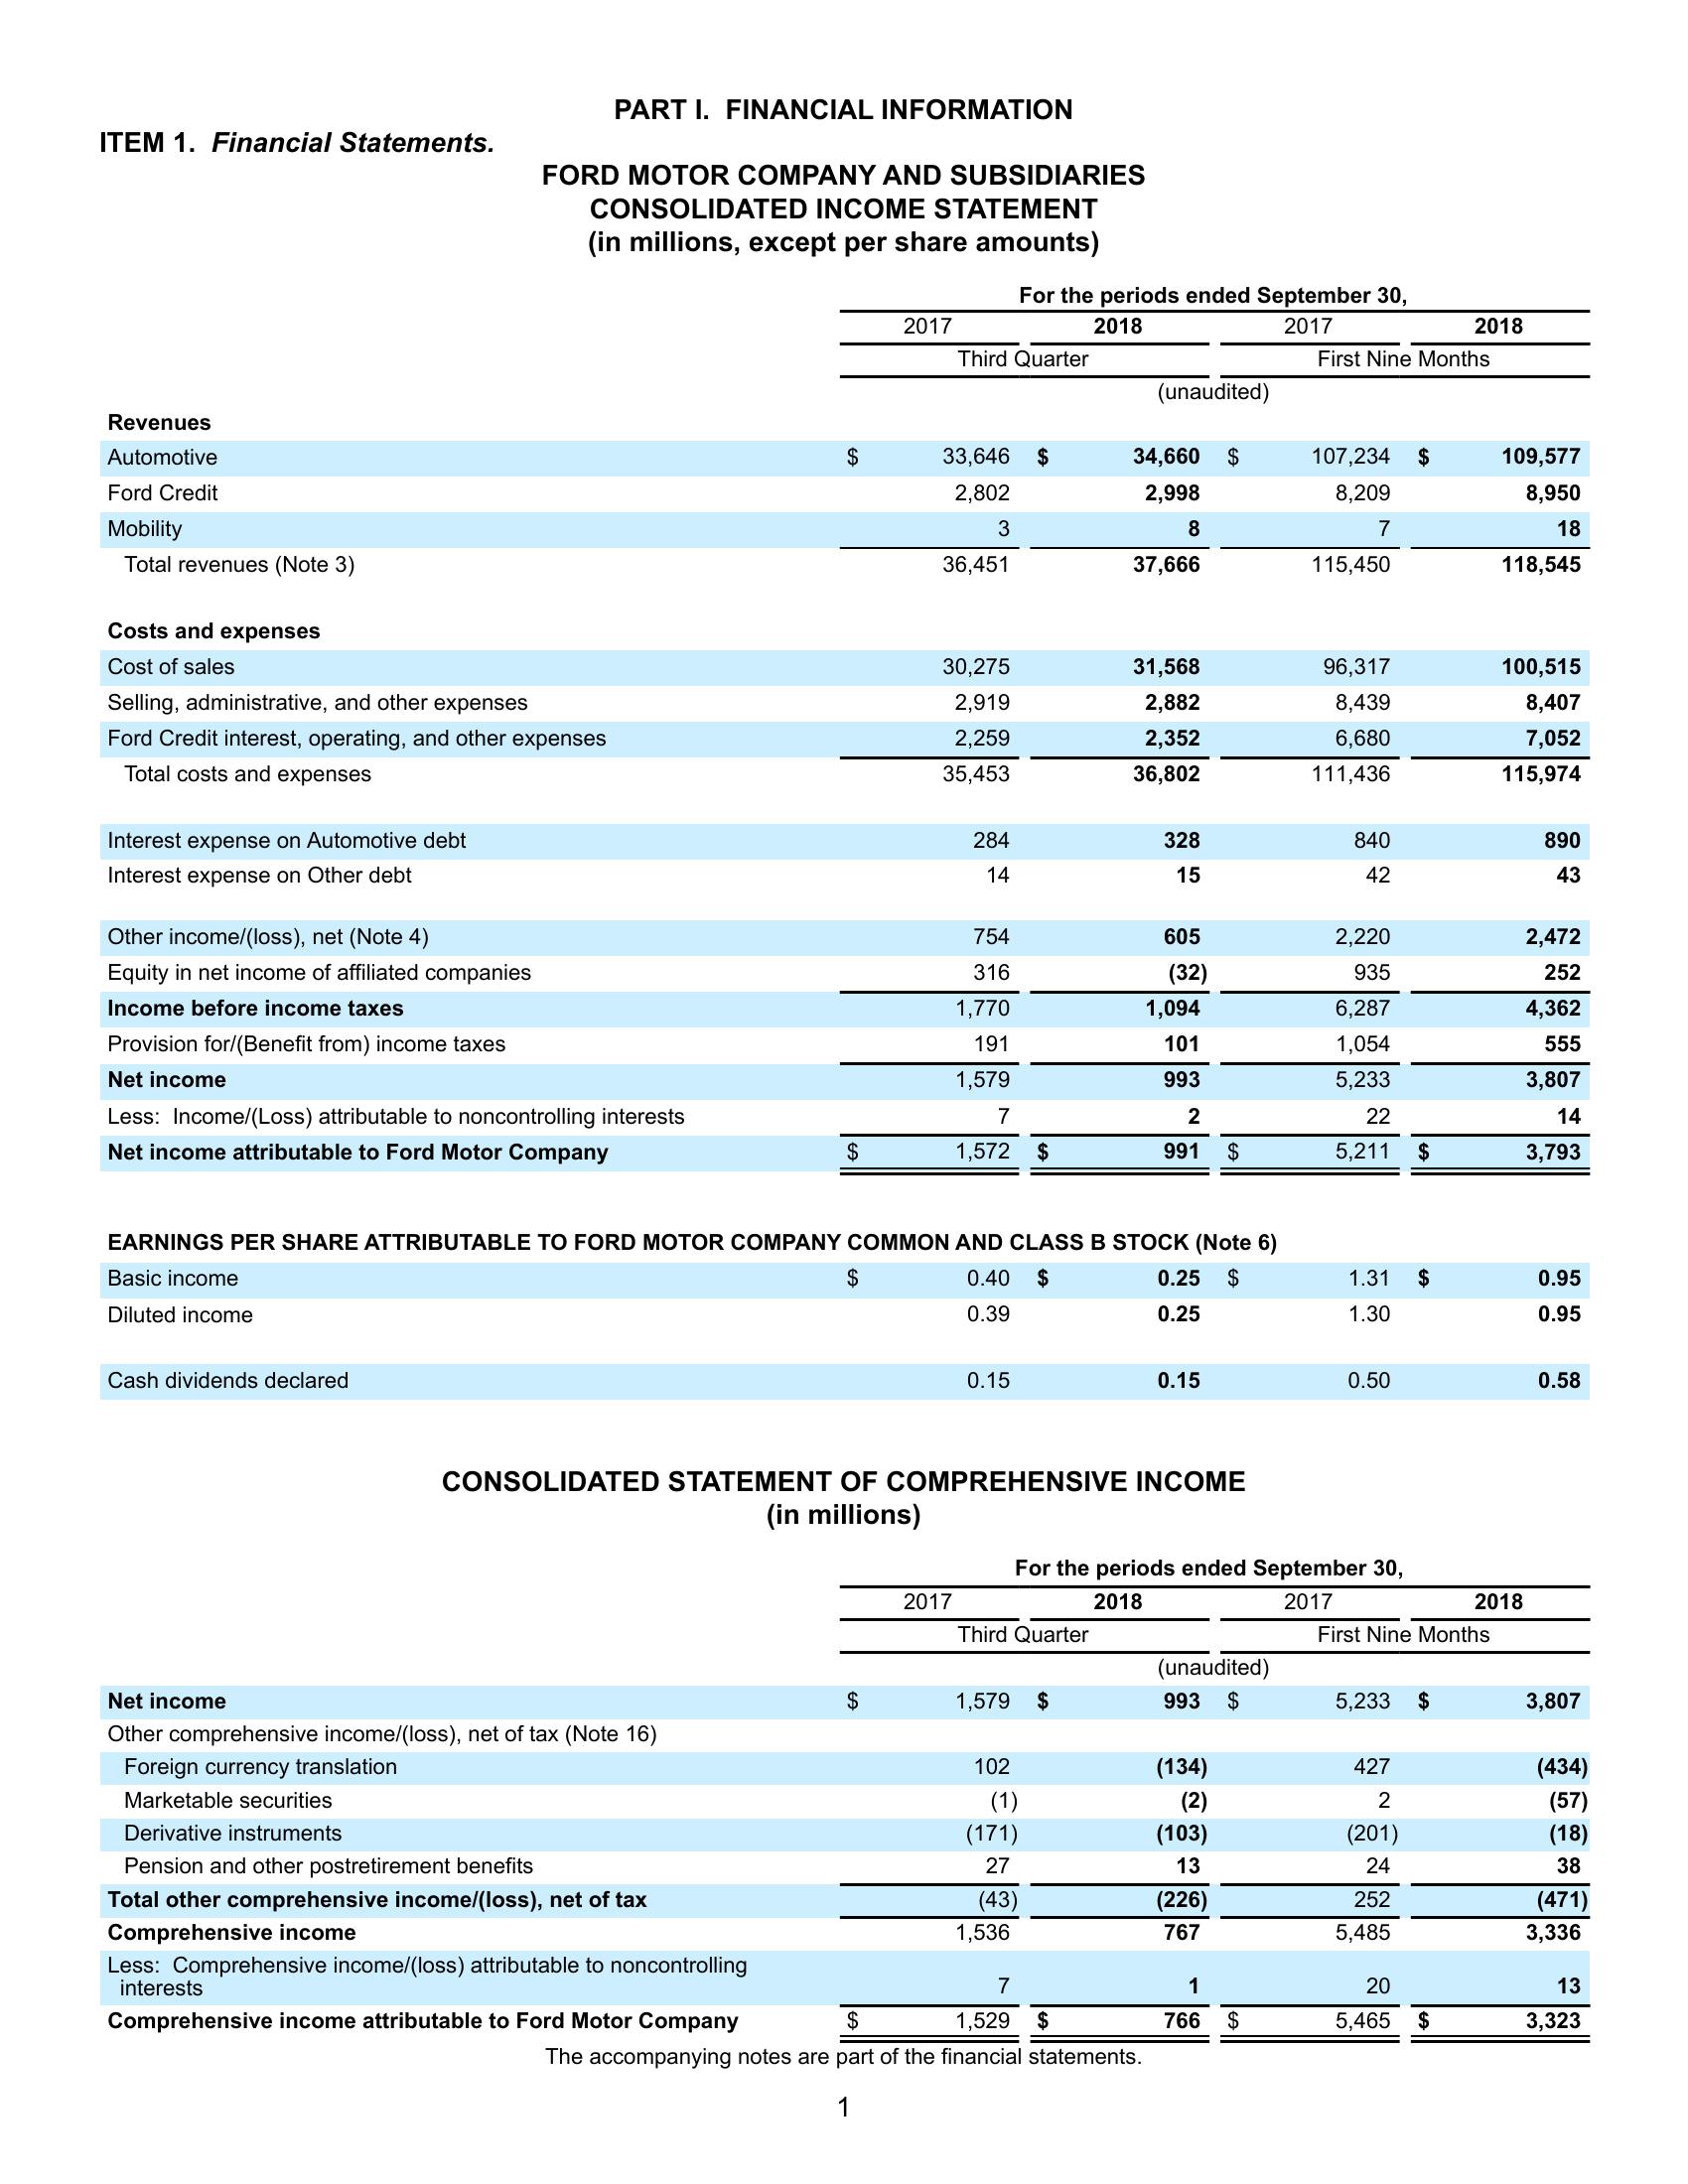 PART I. FINANCIAL INFORMATION
ITEM 1. Financial Statements.
FORD MOTOR COMPANY AND SUBSIDIARIES
CONSOLIDATED INCOME STATEMENT
(in millions, except per share amounts)
For the periods ended September 30,
2017 2018 2017 2018
Third Quarter First Nine Months
(unaudited)
Revenues
Automotive $ 33,646 $ 34,660 $ 107,234 $ 109,577
Ford Credit 2,802 2,998 8,209 8,950
Mobility 3 8 7 18
Total revenues (Note 3) 36,451 37,666 115,450 118,545
Costs and expenses
Cost of sales 30,275 31,568 96,317 100,515
Selling, administrative, and other expenses 2,919 2,882 8,439 8,407
Ford Credit interest, operating, and other expenses 2,259 2,352 6,680 7,052
Total costs and expenses 35,453 36,802 111,436 115,974
Interest expense on Automotive debt 284 328 840 890
Interest expense on Other debt 14 15 42 43
Other income/(loss), net (Note 4) 754 605 2,220 2,472
Equity in net income of affiliated companies 316 (32) 935 252
Income before income taxes 1,770 1,094 6,287 4,362
Provision for/(Benefit from) income taxes 191 101 1,054 555
Net income 1,579 993 5,233 3,807
Less: Income/(Loss) attributable to noncontrolling interests 7 2 22 14
Net income attributable to Ford Motor Company $ 1,572 $ 991 $ 5,211 $ 3,793
EARNINGS PER SHARE ATTRIBUTABLE TO FORD MOTOR COMPANY COMMON AND CLASS B STOCK (Note 6)
Basic income $ 0.40 $ 0.25 $ 1.31 $ 0.95
Diluted income 0.39 0.25 1.30 0.95
Cash dividends declared 0.15 0.15 0.50 0.58
CONSOLIDATED STATEMENT OF COMPREHENSIVE INCOME
(in millions)
For the periods ended September 30,
2017 2018 2017 2018
Third Quarter First Nine Months
(unaudited)
Net income $ 1,579 $ 993 $ 5,233 $ 3,807
Other comprehensive income/(loss), net of tax (Note 16)
Foreign currency translation 102 (134) 427 (434)
Marketable securities (1) (2) 2 (57)
Derivative instruments (171) (103) (201) (18)
Pension and other postretirement benefits 27 13 24 38
Total other comprehensive income/(loss), net of tax (43) (226) 252 (471)
Comprehensive income 1,536 767 5,485 3,336
Less: Comprehensive income/(loss) attributable to noncontrolling
interests 7 1 20 13
Comprehensive income attributable to Ford Motor Company $ 1,529 $ 766 $ 5,465 $ 3,323
The accompanying notes are part of the financial statements.
1